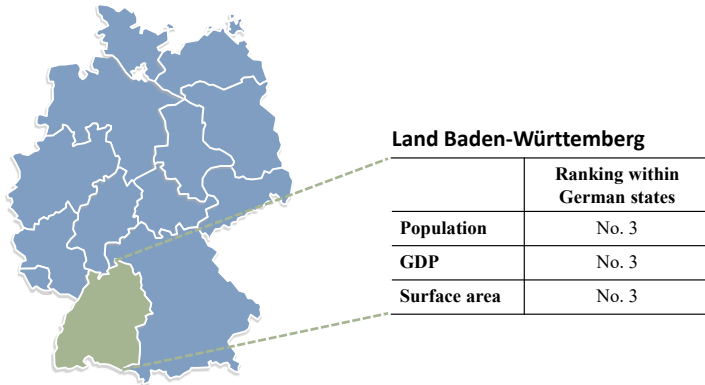 Land Baden-Württemberg
Ranking within
German states
Population No. 3
GDP No. 3
Surface area No. 3